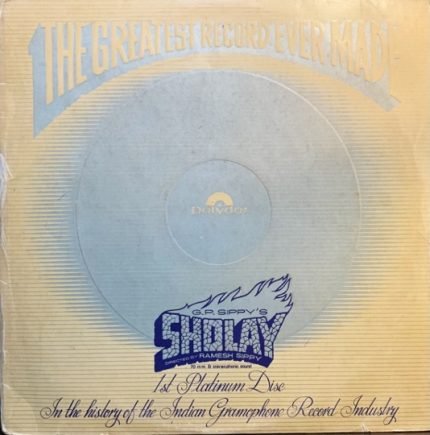 THE GREATEST RECORD EVER MADE
Polydor
G.P. SIPPY'S
SHOLAY
DIRECTED BY RAMESH SIPPY
70 m.m. & stereophonic sound
1st Platinum Disc
In the history of the Indian Gramophone Record Industry